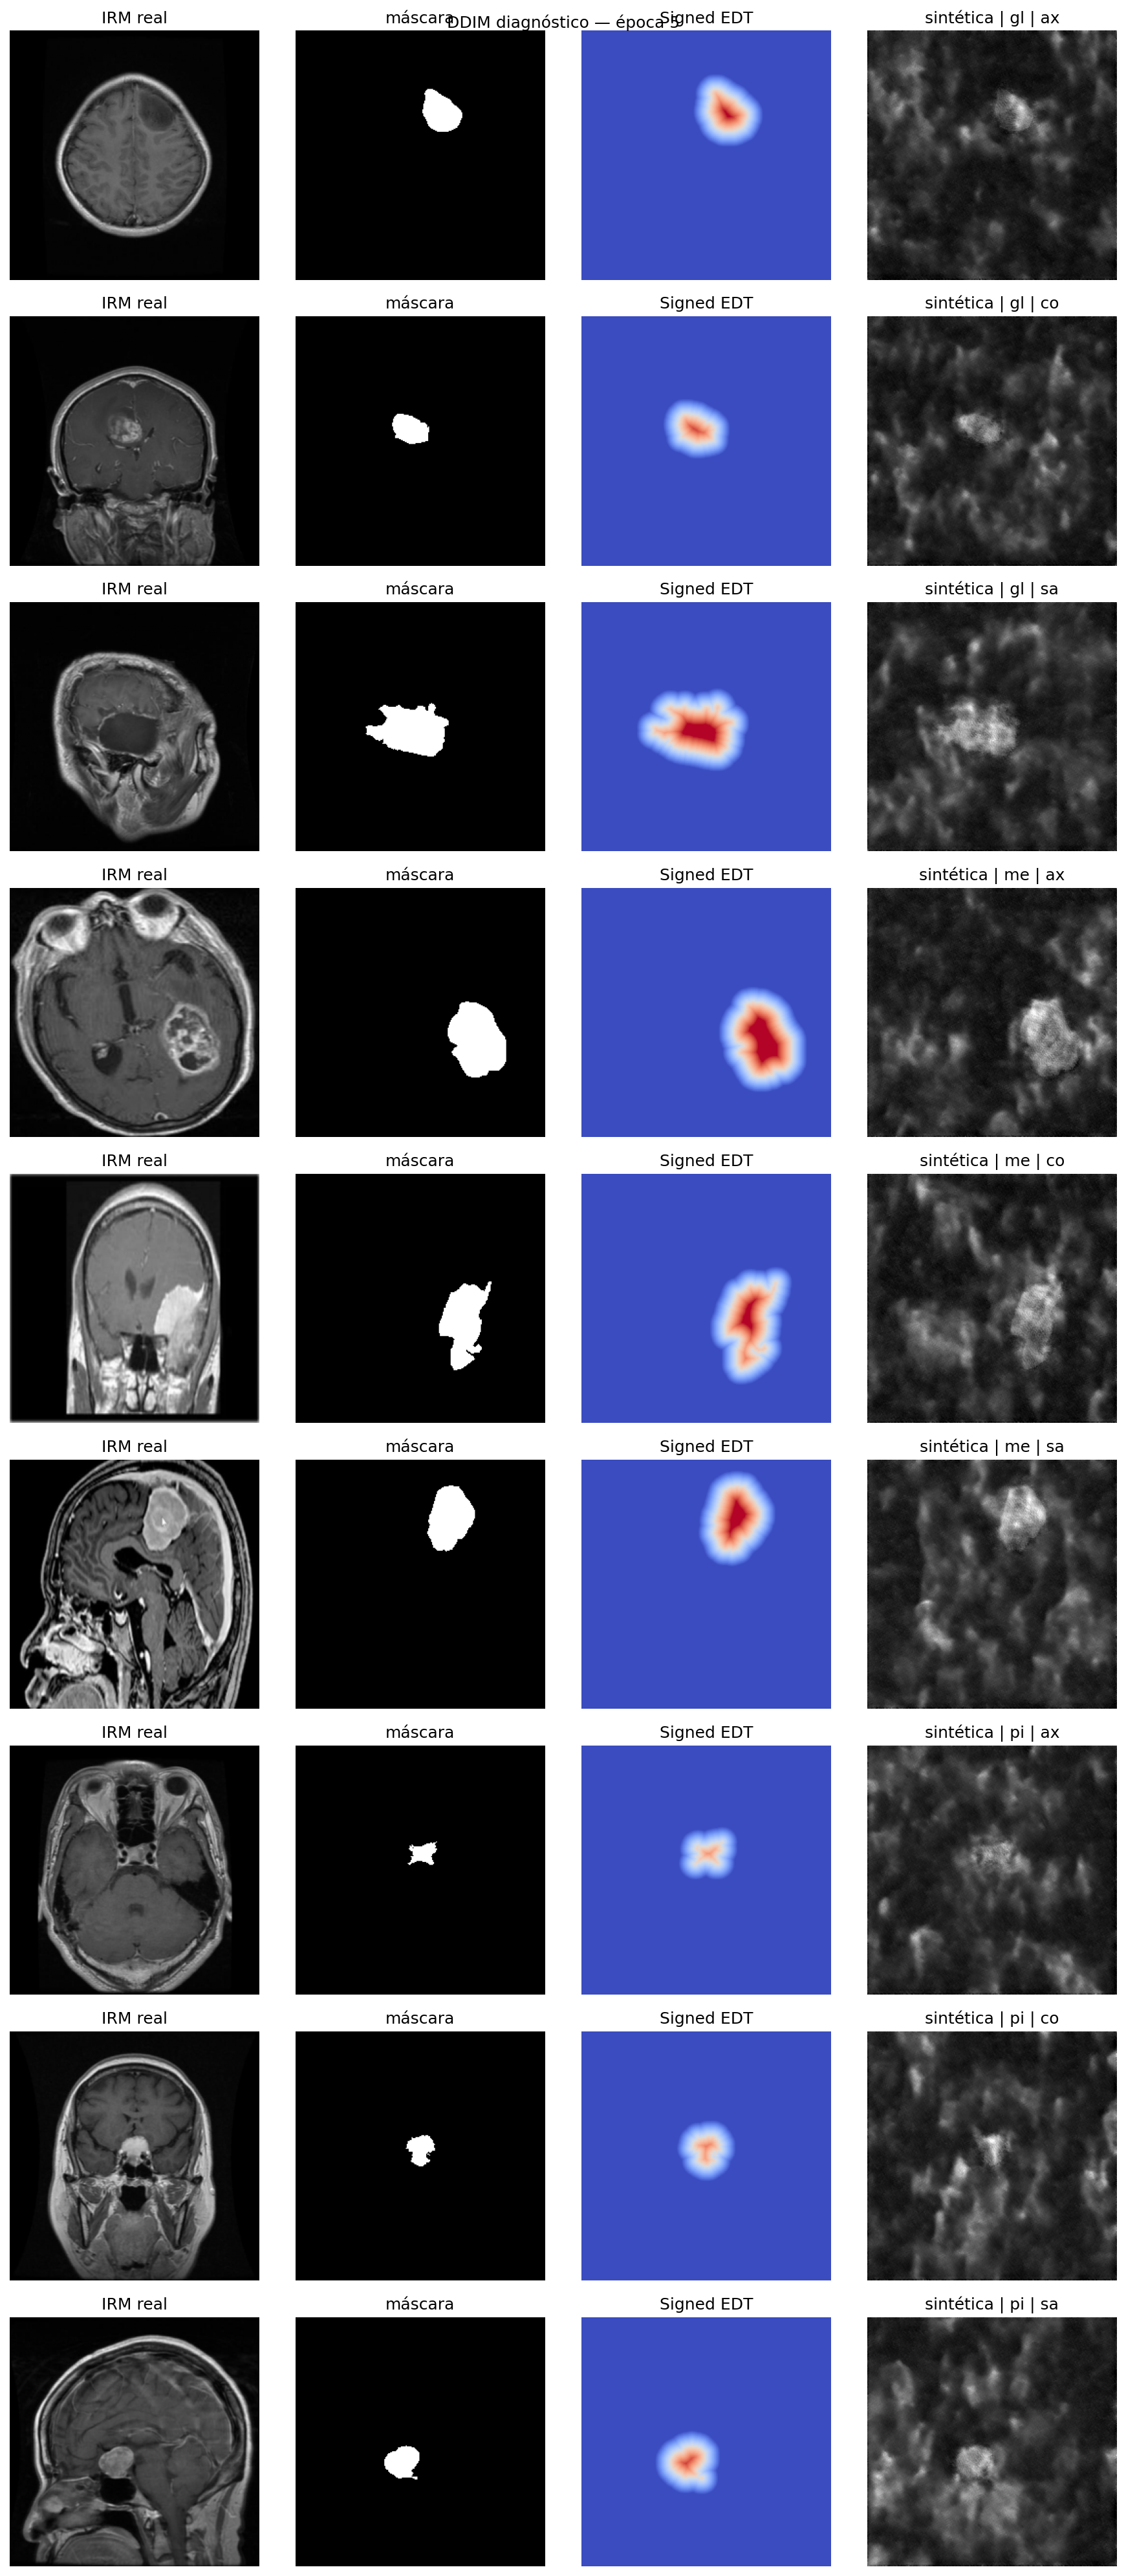 DDIM diagnóstico — época 5
IRM real máscara Signed EDT sintética | gl | ax
IRM real máscara Signed EDT sintética | gl | co
IRM real máscara Signed EDT sintética | gl | sa
IRM real máscara Signed EDT sintética | me | ax
IRM real máscara Signed EDT sintética | me | co
IRM real máscara Signed EDT sintética | me | sa
IRM real máscara Signed EDT sintética | pi | ax
IRM real máscara Signed EDT sintética | pi | co
IRM real máscara Signed EDT sintética | pi | sa